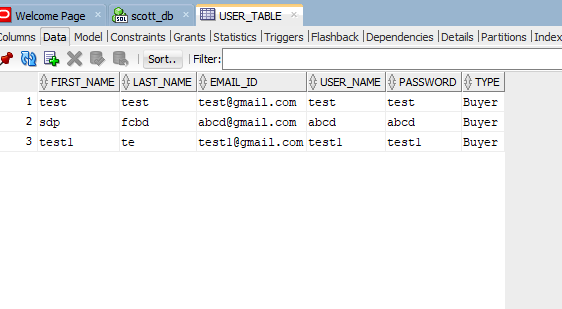 Welcome Page scott_db USER_TABLE
Columns Data Model Constraints Grants Statistics Triggers Flashback Dependencies Details Partitions Index
Sort.. Filter:
FIRST_NAME LAST_NAME EMAIL_ID USER_NAME PASSWORD TYPE
1 test test test@gmail.com test test Buyer
2 sdp fcbd abcd@gmail.com abcd abcd Buyer
3 test1 te test1@gmail.com test1 test1 Buyer